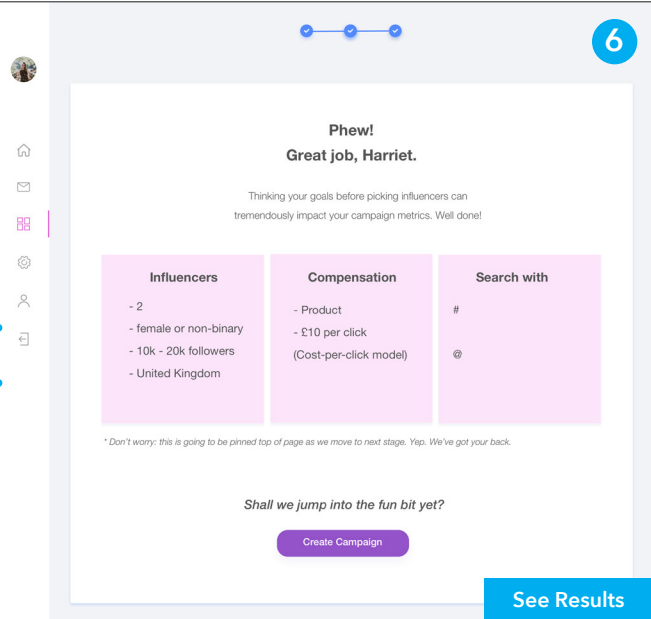 6
Phew!
Great job, Harriet.
Thinking your goals before picking influencers can
tremendously impact your campaign metrics. Well done!
Influencers
- 2
- female or non-binary
- 10k - 20k followers
- United Kingdom
Compensation
- Product
- £10 per click
(Cost-per-click model)
Search with
#
@
* Don't worry: this is going to be pinned top of page as we move to next stage. Yep. We've got your back.
Shall we jump into the fun bit yet?
Create Campaign
See Results